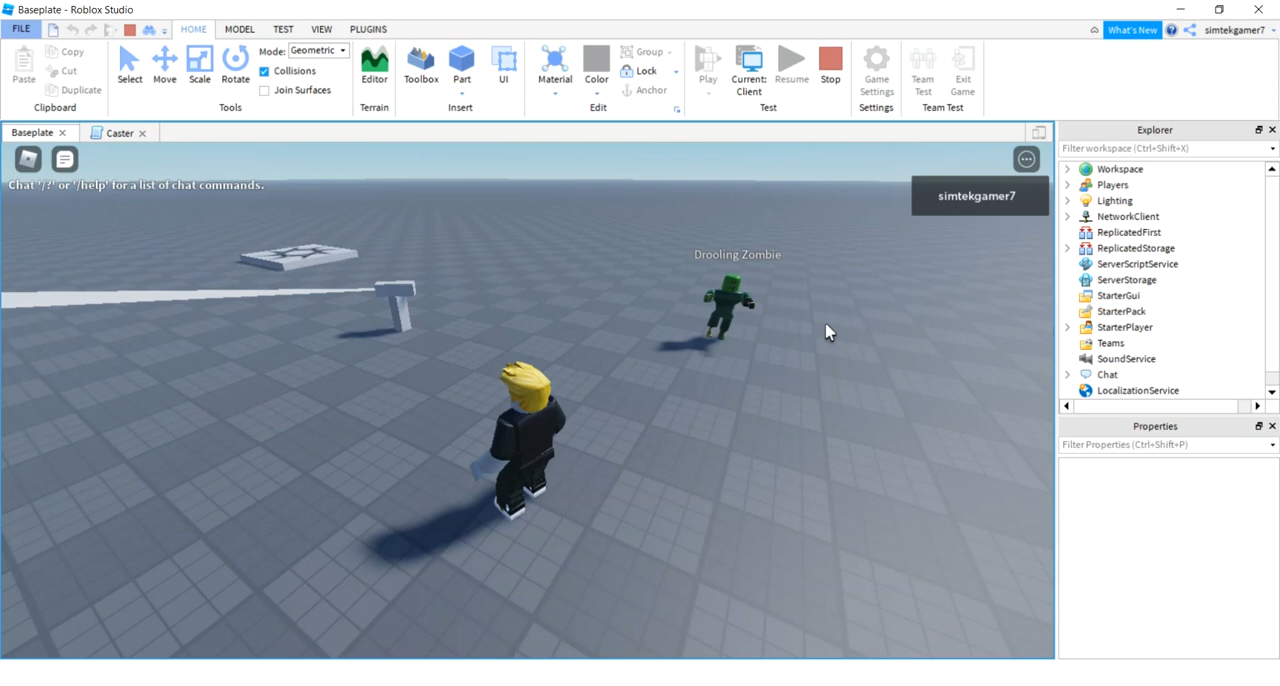 Baseplate - Roblox Studio
FILE HOME MODEL TEST VIEW PLUGINS What's New simtekgamer7
Paste Copy Cut Duplicate
Clipboard
Select Move Scale Rotate Mode: Geometric
Collisions
Join Surfaces
Tools
Editor
Terrain
Toolbox Part UI
Insert
Material Color Group Lock Anchor
Edit
Play Current: Client Resume Stop
Test
Game Settings
Settings
Team Test Exit Game
Team Test
Baseplate Caster
Chat '/?' or '/help' for a list of chat commands.
simtekgamer7
Drooling Zombie
Explorer
Filter workspace (Ctrl+Shift+X)
Workspace
Players
Lighting
NetworkClient
ReplicatedFirst
ReplicatedStorage
ServerScriptService
ServerStorage
StarterGui
StarterPack
StarterPlayer
Teams
SoundService
Chat
LocalizationService
Properties
Filter Properties (Ctrl+Shift+P)